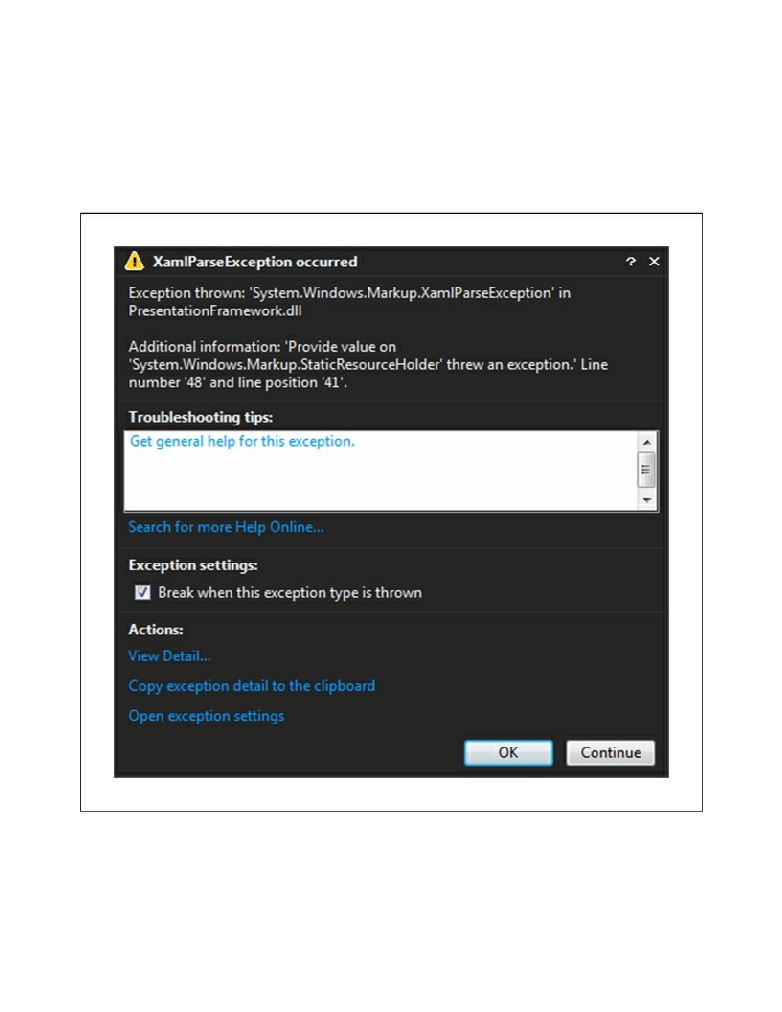 XamlParseException occurred ? ×
Exception thrown: 'System.Windows.Markup.XamlParseException' in
PresentationFramework.dll
Additional information: 'Provide value on
'System.Windows.Markup.StaticResourceHolder' threw an exception.' Line
number '48' and line position '41'.
Troubleshooting tips:
Get general help for this exception.
Search for more Help Online...
Exception settings:
Break when this exception type is thrown
Actions:
View Detail...
Copy exception detail to the clipboard
Open exception settings
OK Continue